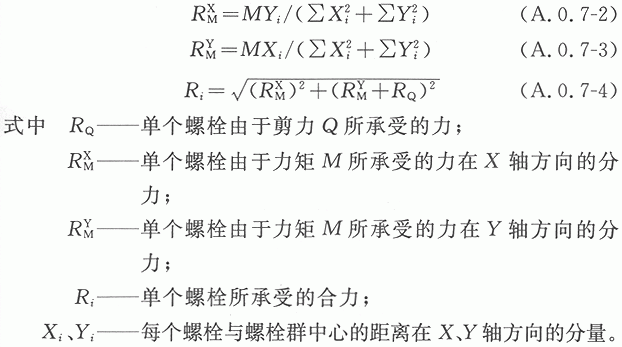 R_M^X=MY_i/(∑X_i^2+∑Y_i^2) (A.0.7-2)
R_M^Y=MX_i/(∑X_i^2+∑Y_i^2) (A.0.7-3)
R_i=√((R_M^X)^2+(R_M^Y+R_Q)^2) (A.0.7-4)
式中 R_Q——单个螺栓由于剪力 Q 所承受的力；
R_M^X——单个螺栓由于力矩 M 所承受的力在 X 轴方向的分
力；
R_M^Y——单个螺栓由于力矩 M 所承受的力在 Y 轴方向的分
力；
R_i——单个螺栓所承受的合力；
X_i、Y_i——每个螺栓与螺栓群中心的距离在 X、Y 轴方向的分量。